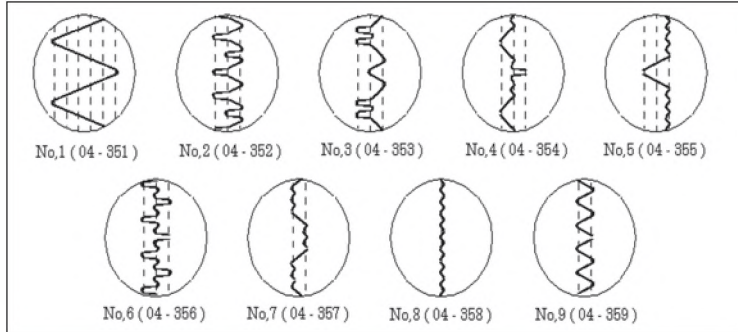 No,1 ( 04 - 351) No,2 ( 04 - 352) No,3 ( 04 - 353) No,4 ( 04 - 354) No,5 ( 04 - 355)
No,6 ( 04 - 356) No,7 ( 04 - 357) No,8 ( 04 - 358) No,9 ( 04 - 359)